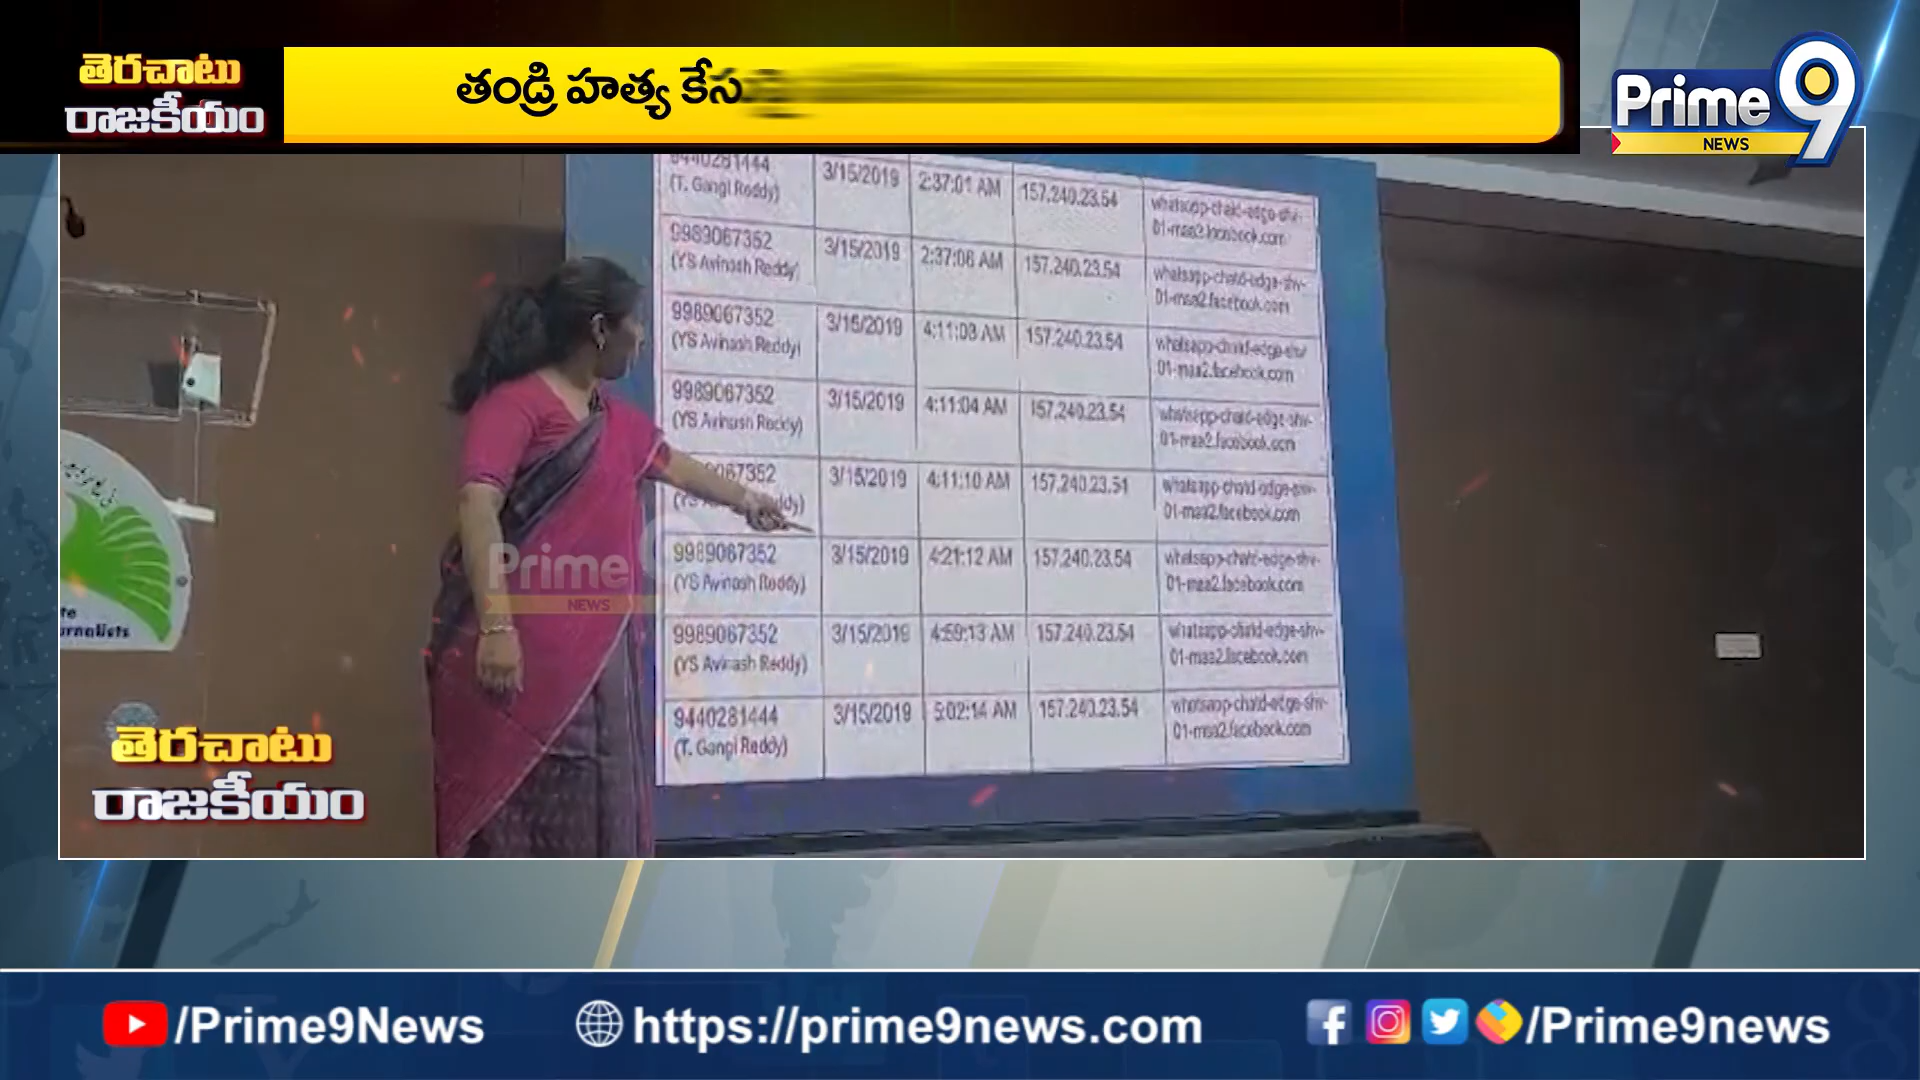 తెరచాటు
రాజకీయం
తండ్రి హత్య కేసు
Prime9
NEWS
9440281444
(T. Gangi Reddy)
3/15/2019
2:37:01 AM
157.240.23.54
whatsapp-chatd-edge-shv-
01-maa2.facebook.com
9989067352
(YS Avinash Reddy)
3/15/2019
2:37:08 AM
157.240.23.54
whatsapp-chatd-edge-shv-
01-maa2.facebook.com
9989067352
(YS Avinash Reddy)
3/15/2019
4:11:03 AM
157.240.23.54
whatsapp-chatd-edge-shv-
01-maa2.facebook.com
9989067352
(YS Avinash Reddy)
3/15/2019
4:11:04 AM
157.240.23.54
whatsapp-chatd-edge-shv-
01-maa2.facebook.com
067352
3/15/2019
4:11:10 AM
157.240.23.54
whatsapp-chatd-edge-shv-
01-maa2.facebook.com
9989067352
(YS Avinash Reddy)
3/15/2019
4:21:12 AM
157.240.23.54
whatsapp-chatd-edge-shv-
01-maa2.facebook.com
9989067352
(YS Avinash Reddy)
3/15/2019
4:59:13 AM
157.240.23.54
whatsapp-chatd-edge-shv-
01-maa2.facebook.com
9440281444
(T. Gangi Reddy)
3/15/2019
5:02:14 AM
157.240.23.54
whatsapp-chatd-edge-shv-
01-maa2.facebook.com
Prime9
NEWS
తెరచాటు
రాజకీయం
/Prime9News
https://prime9news.com
/Prime9news